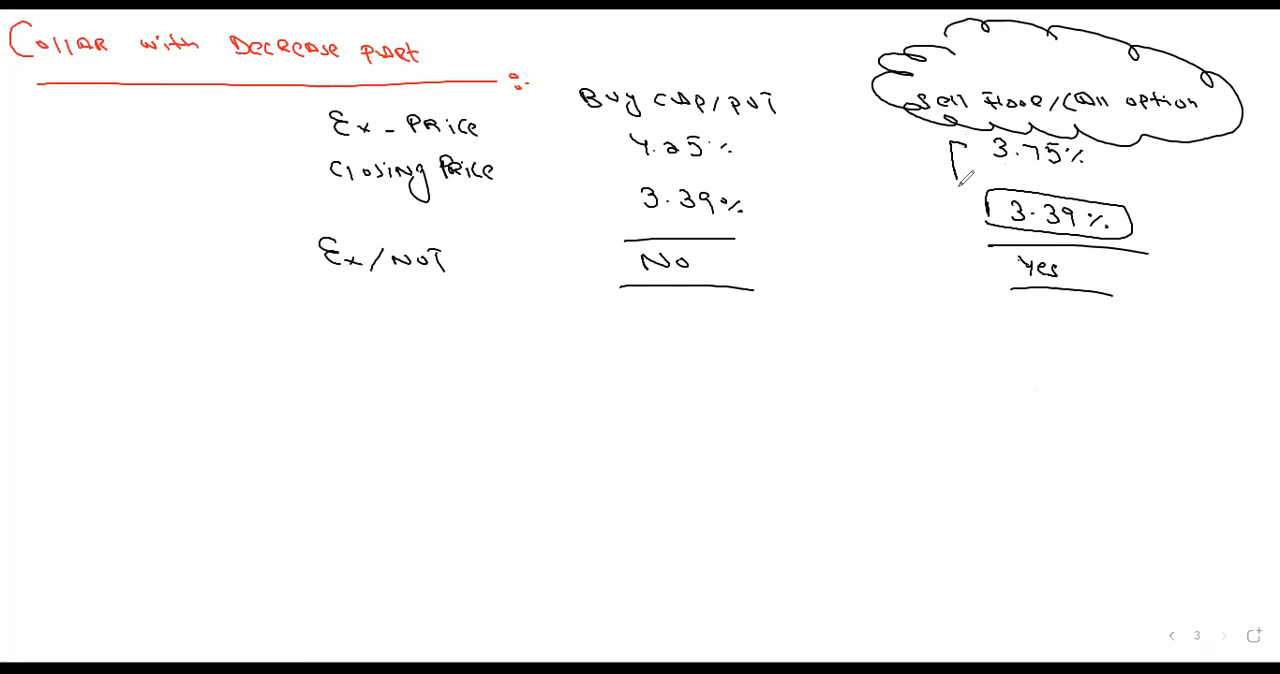 Collar with Decrease part :-
Buy Cap/PUT
Sell Floor/Call option
Ex-Price
4.25%
3.75%
Closing Price
3.39%
3.39%
Ex/NOT
No
Yes
3